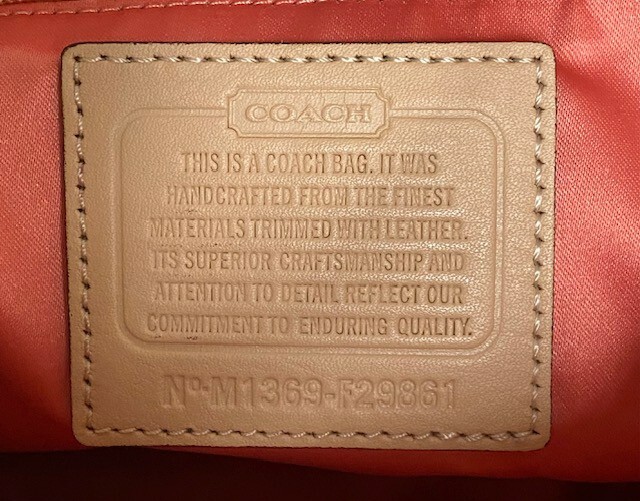 COACH
THIS IS A COACH BAG. IT WAS
HANDCRAFTED FROM THE FINEST
MATERIALS TRIMMED WITH LEATHER.
ITS SUPERIOR CRAFTSMANSHIP AND
ATTENTION TO DETAIL REFLECT OUR
COMMITMENT TO ENDURING QUALITY.
Nº-M1369-F29861